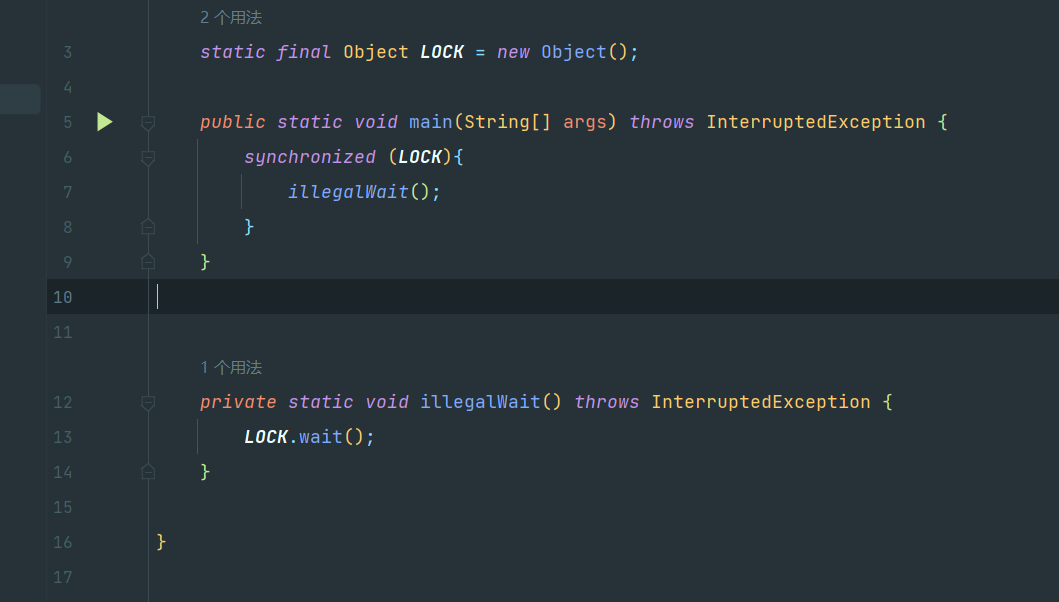 2 个用法
3 static final Object LOCK = new Object();
4
5 public static void main(String[] args) throws InterruptedException {
6 synchronized (LOCK){
7 illegalWait();
8 }
9 }
10
11
1 个用法
12 private static void illegalWait() throws InterruptedException {
13 LOCK.wait();
14 }
15
16 }
17